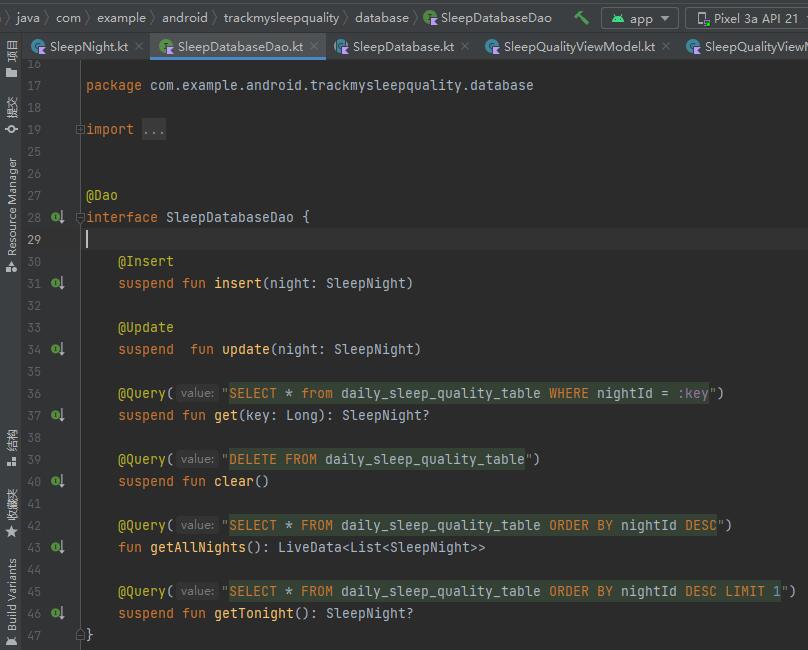 java com example android trackmysleepquality database SleepDatabaseDao app Pixel 3a API 21
SleepNight.kt SleepDatabaseDao.kt SleepDatabase.kt SleepQualityViewModel.kt SleepQualityViewM
项目
提交
Resource Manager
结构
收藏夹
Build Variants
16
17 package com.example.android.trackmysleepquality.database
18
19 import ...
25
26
27 @Dao
28 interface SleepDatabaseDao {
29
30 @Insert
31 suspend fun insert(night: SleepNight)
32
33 @Update
34 suspend  fun update(night: SleepNight)
35
36 @Query( value: "SELECT * from daily_sleep_quality_table WHERE nightId = :key")
37 suspend fun get(key: Long): SleepNight?
38
39 @Query( value: "DELETE FROM daily_sleep_quality_table")
40 suspend fun clear()
41
42 @Query( value: "SELECT * FROM daily_sleep_quality_table ORDER BY nightId DESC")
43 fun getAllNights(): LiveData<List<SleepNight>>
44
45 @Query( value: "SELECT * FROM daily_sleep_quality_table ORDER BY nightId DESC LIMIT 1")
46 suspend fun getTonight(): SleepNight?
47 }